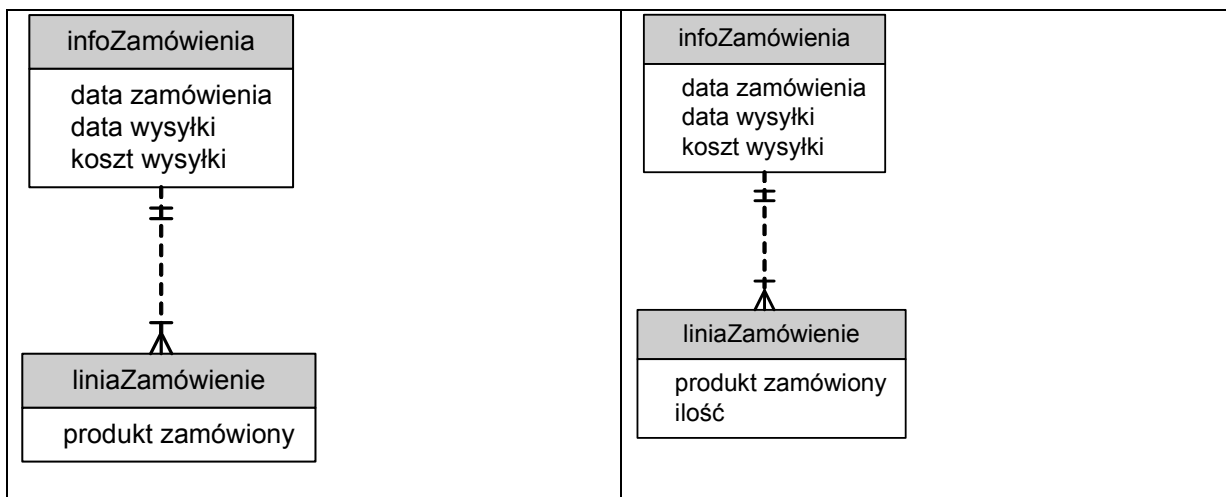 infoZamówienia
data zamówienia
data wysyłki
koszt wysyłki
liniaZamówienie
produkt zamówiony
infoZamówienia
data zamówienia
data wysyłki
koszt wysyłki
liniaZamówienie
produkt zamówiony
ilość